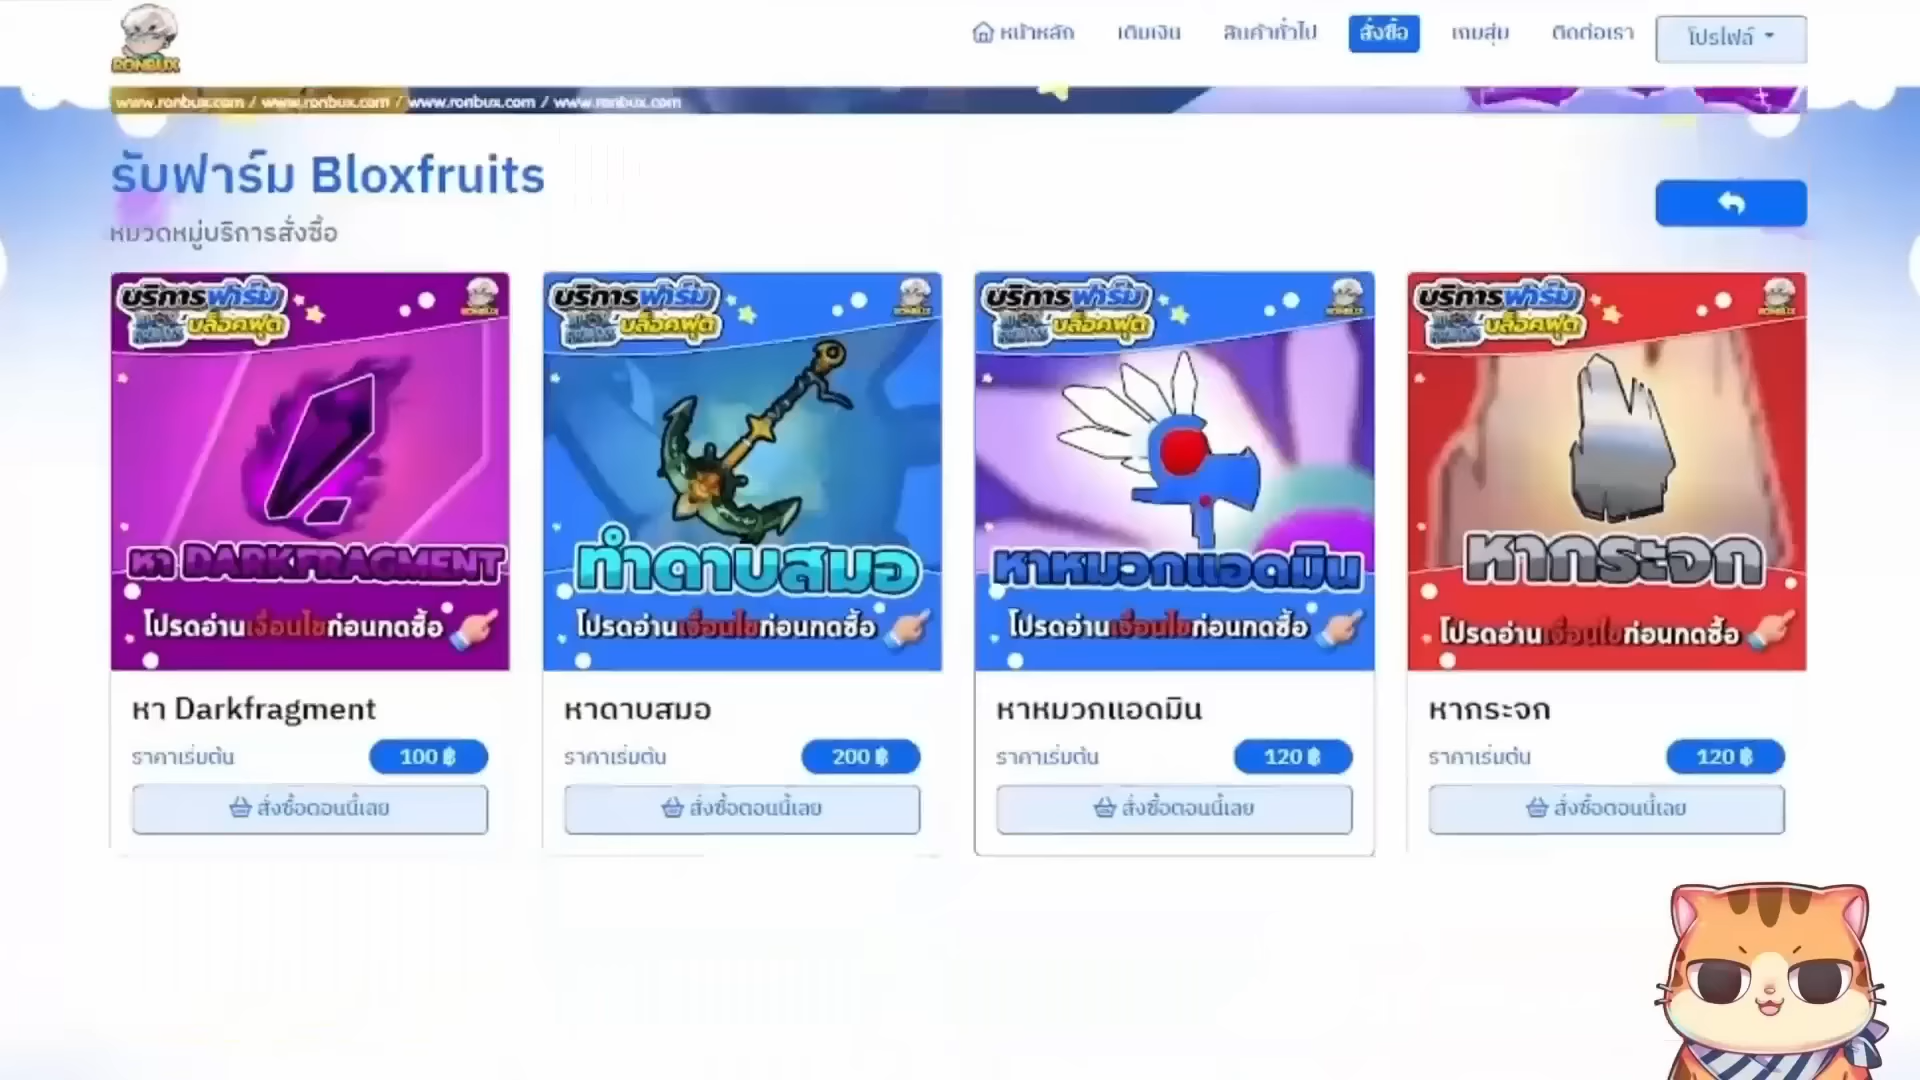 RONBUX
หน้าหลัก เติมเงิน สินค้าทั่วไป สั่งซื้อ เกมสุ่ม ติดต่อเรา โปรไฟล์
www.ronbux.com / www.ronbux.com / www.ronbux.com / www.ronbux.com
รับฟาร์ม Bloxfruits
หมวดหมู่บริการสั่งซื้อ
บริการฟาร์ม
บล็อคฟุต
RONBUX
หา DARKFRAGMENT
โปรดอ่านเงื่อนไขก่อนกดซื้อ
หา Darkfragment
ราคาเริ่มต้น 100 ฿
สั่งซื้อตอนนี้เลย
บริการฟาร์ม
บล็อคฟุต
RONBUX
ทำดาบสมอ
โปรดอ่านเงื่อนไขก่อนกดซื้อ
หาดาบสมอ
ราคาเริ่มต้น 200 ฿
สั่งซื้อตอนนี้เลย
บริการฟาร์ม
บล็อคฟุต
RONBUX
หาหมวกแอดมิน
โปรดอ่านเงื่อนไขก่อนกดซื้อ
หาหมวกแอดมิน
ราคาเริ่มต้น 120 ฿
สั่งซื้อตอนนี้เลย
บริการฟาร์ม
บล็อคฟุต
RONBUX
หากระจก
โปรดอ่านเงื่อนไขก่อนกดซื้อ
หากระจก
ราคาเริ่มต้น 120 ฿
สั่งซื้อตอนนี้เลย